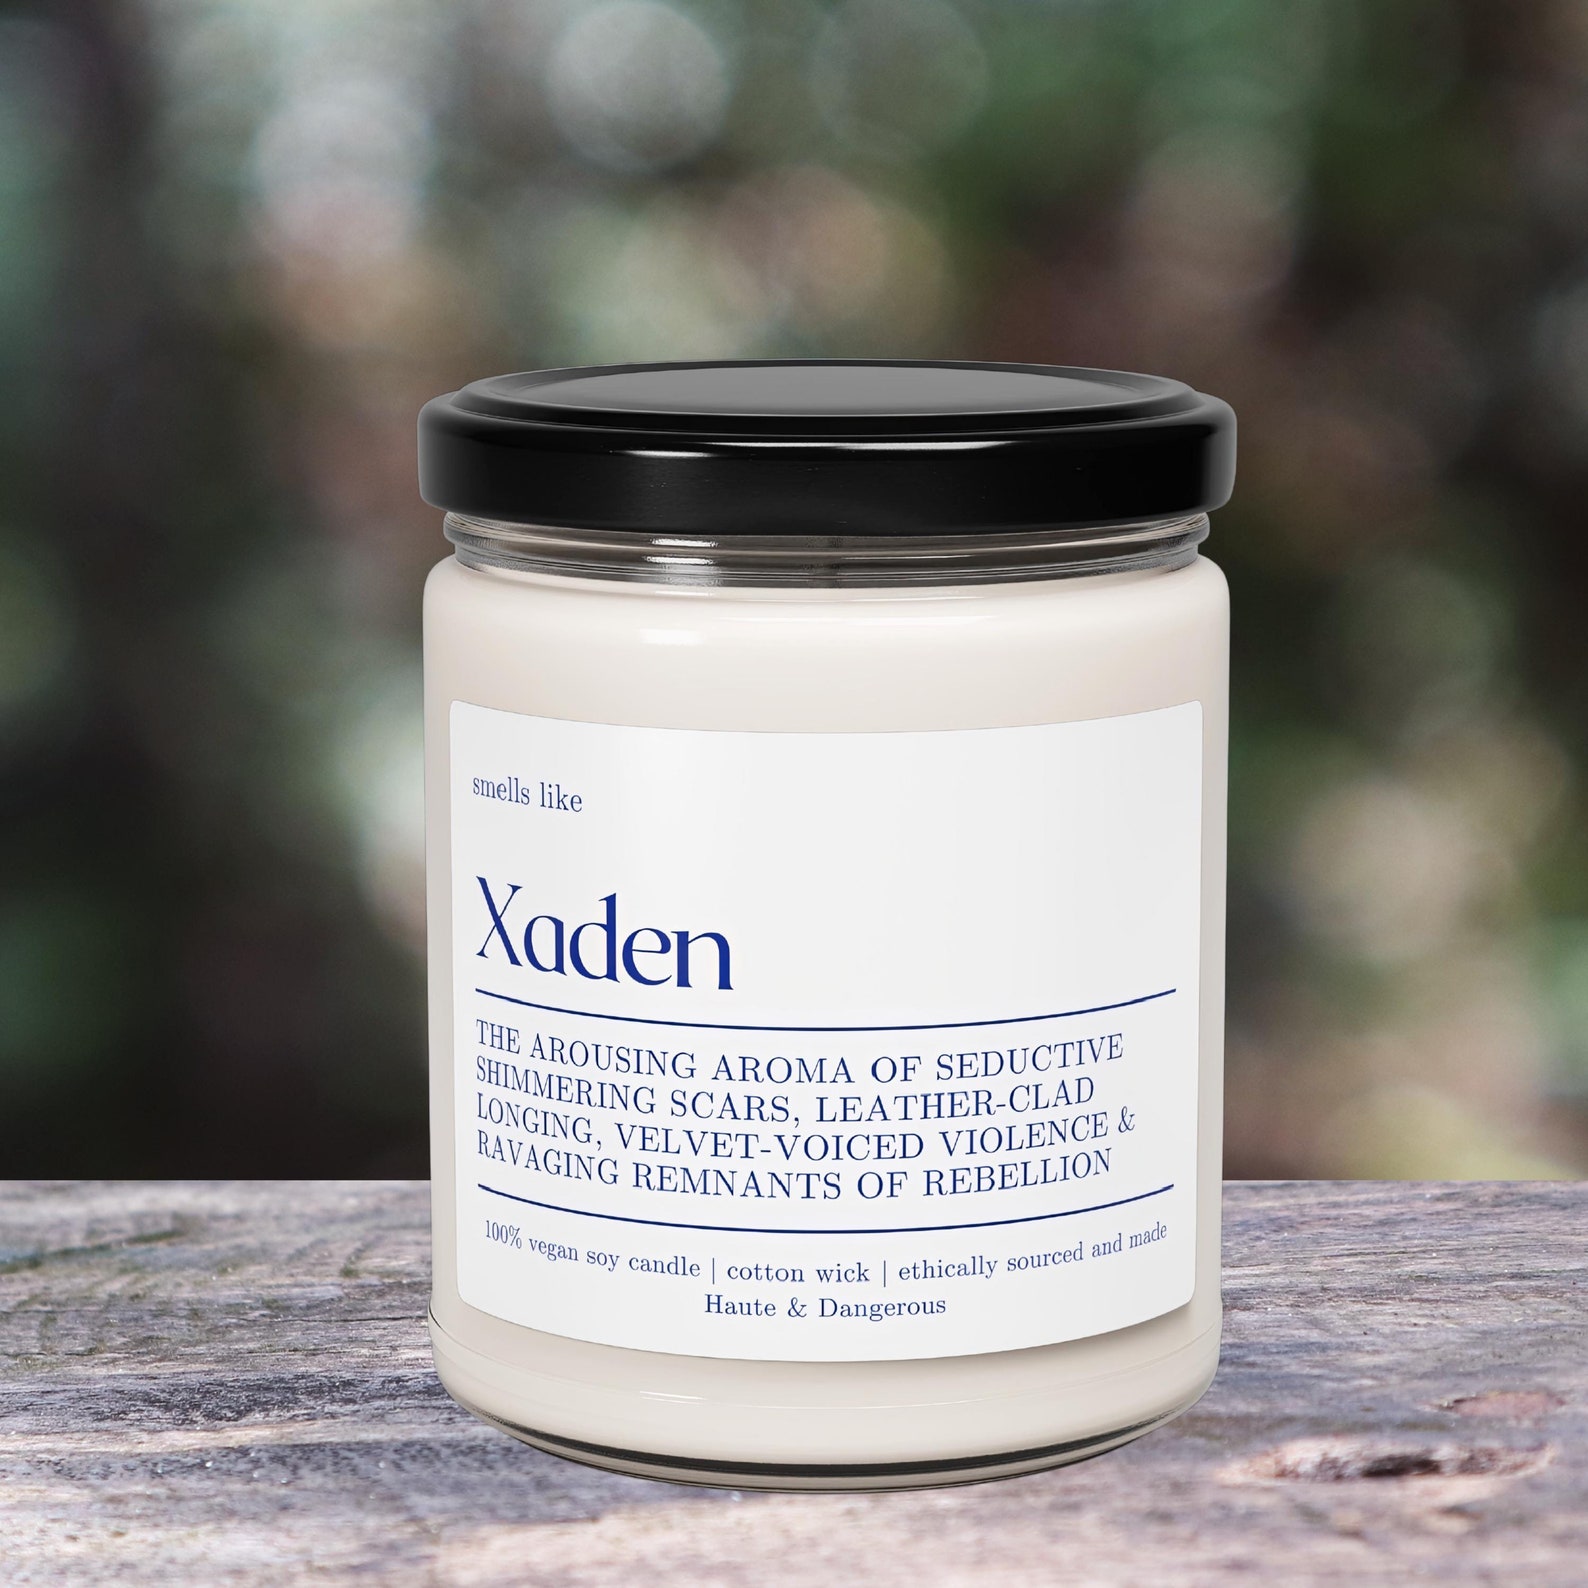 smells like
Xaden
THE AROUSING AROMA OF SEDUCTIVE
SHIMMERING SCARS, LEATHER-CLAD
LONGING, VELVET-VOICED VIOLENCE &
RAVAGING REMNANTS OF REBELLION
100% vegan soy candle | cotton wick | ethically sourced and made
Haute & Dangerous